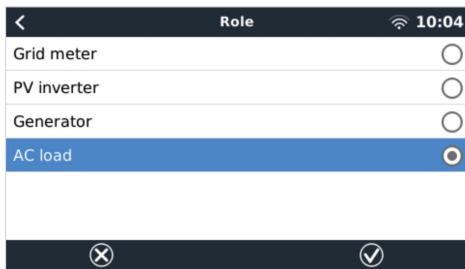 Role
10:04
Grid meter
PV inverter
Generator
AC load